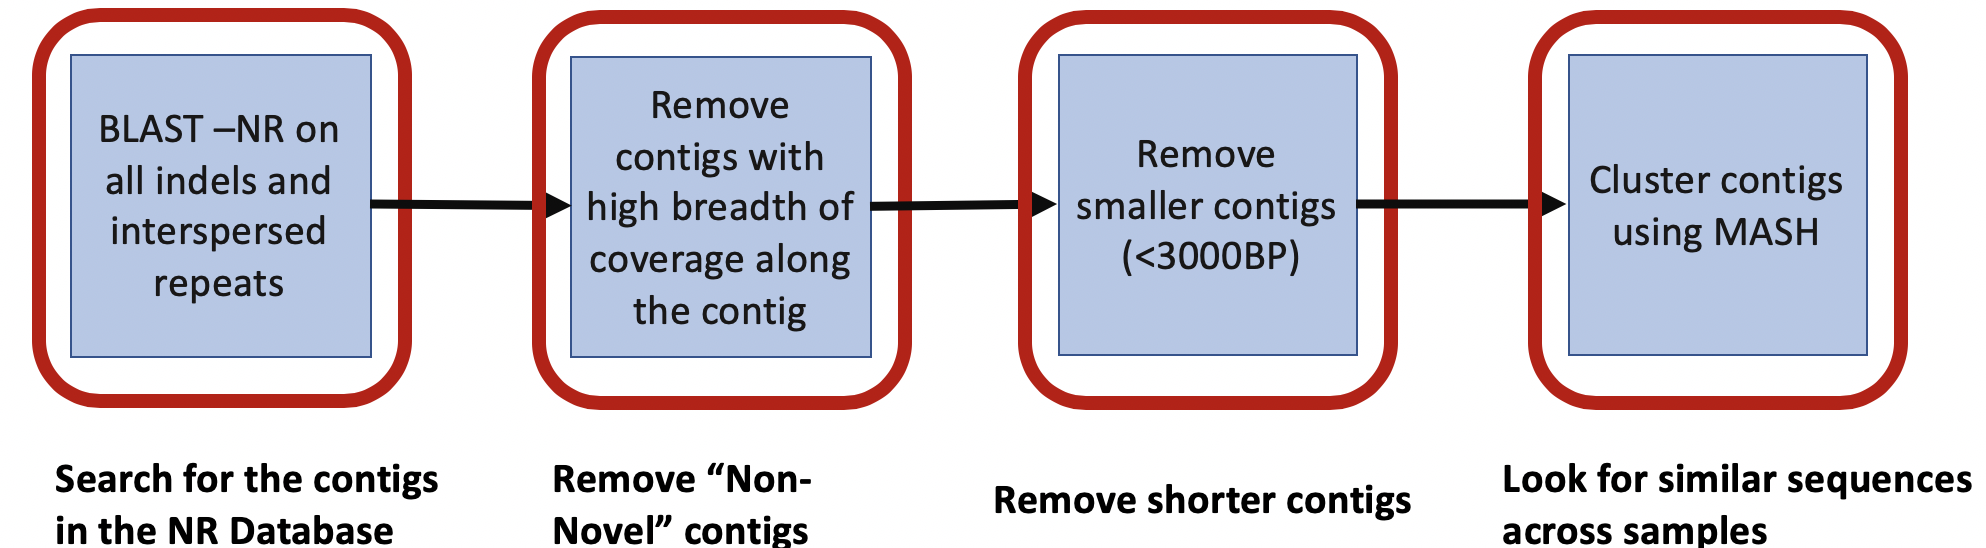 BLAST –NR on
all indels and
interspersed
repeats
Remove
contigs with
high breadth of
coverage along
the contig
Remove
smaller contigs
(<3000BP)
Cluster contigs
using MASH
Search for the contigs
in the NR Database
Remove “Non-
Novel” contigs
Remove shorter contigs
Look for similar sequences
across samples